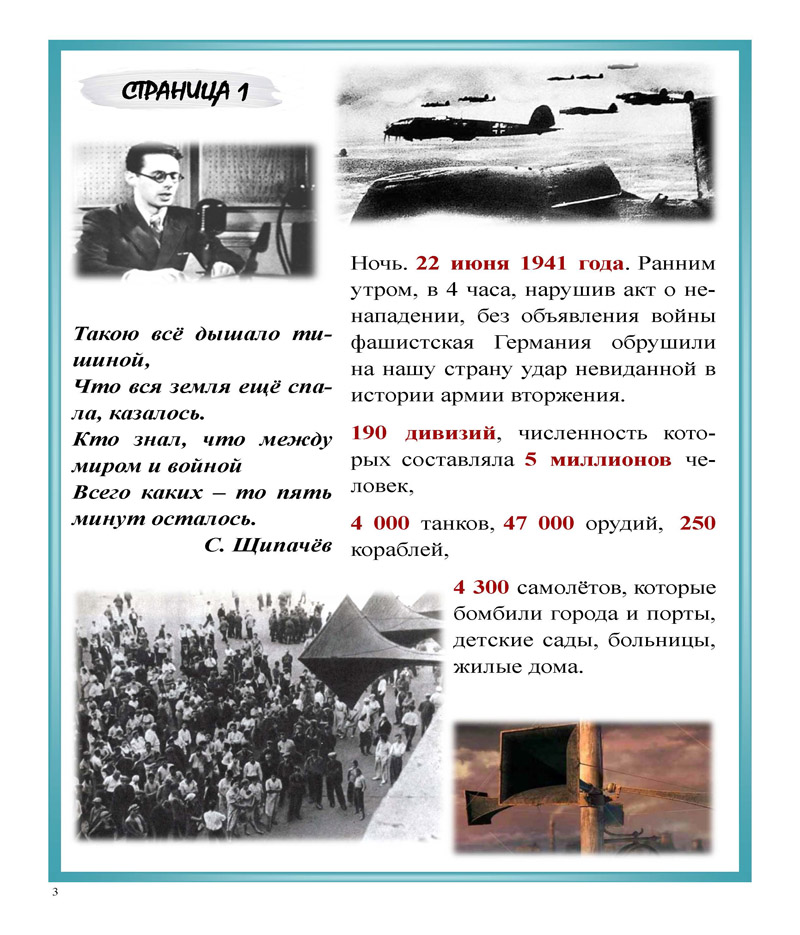 СТРАНИЦА 1
Такою всё дышало ти-
шиной,
Что вся земля ещё спа-
ла, казалось.
Кто знал, что между
миром и войной
Всего каких – то пять
минут осталось.
С. Щипачёв
Ночь. 22 июня 1941 года. Ранним
утром, в 4 часа, нарушив акт о не-
нападении, без объявления войны
фашистская Германия обрушили
на нашу страну удар невиданной в
истории армии вторжения.
190 дивизий, численность кото-
рых составляла 5 миллионов че-
ловек,
4 000 танков, 47 000 орудий, 250
кораблей,
4 300 самолётов, которые
бомбили города и порты,
детские сады, больницы,
жилые дома.
3